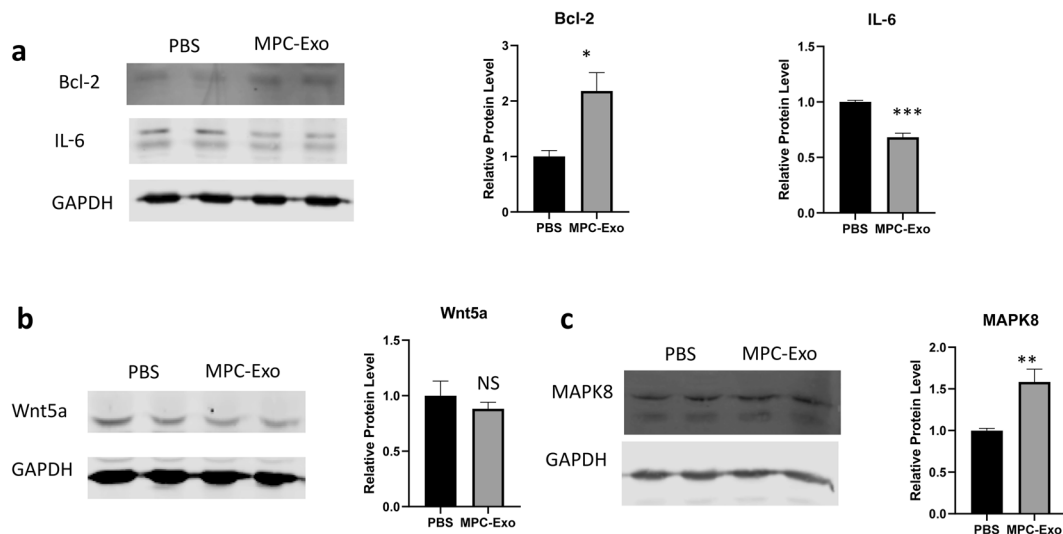 a
PBS MPC-Exo
Bcl-2
IL-6
GAPDH
Bcl-2
Relative Protein Level
3
2
1
0
*
PBS MPC-Exo
IL-6
Relative Protein Level
1.5
1.0
0.5
0.0
***
PBS MPC-Exo
b
PBS MPC-Exo
Wnt5a
GAPDH
Wnt5a
Relative Protein Level
1.5
1.0
0.5
0.0
NS
PBS MPC-Exo
c
PBS MPC-Exo
MAPK8
GAPDH
MAPK8
Relative Protein Level
2.0
1.5
1.0
0.5
0.0
**
PBS MPC-Exo